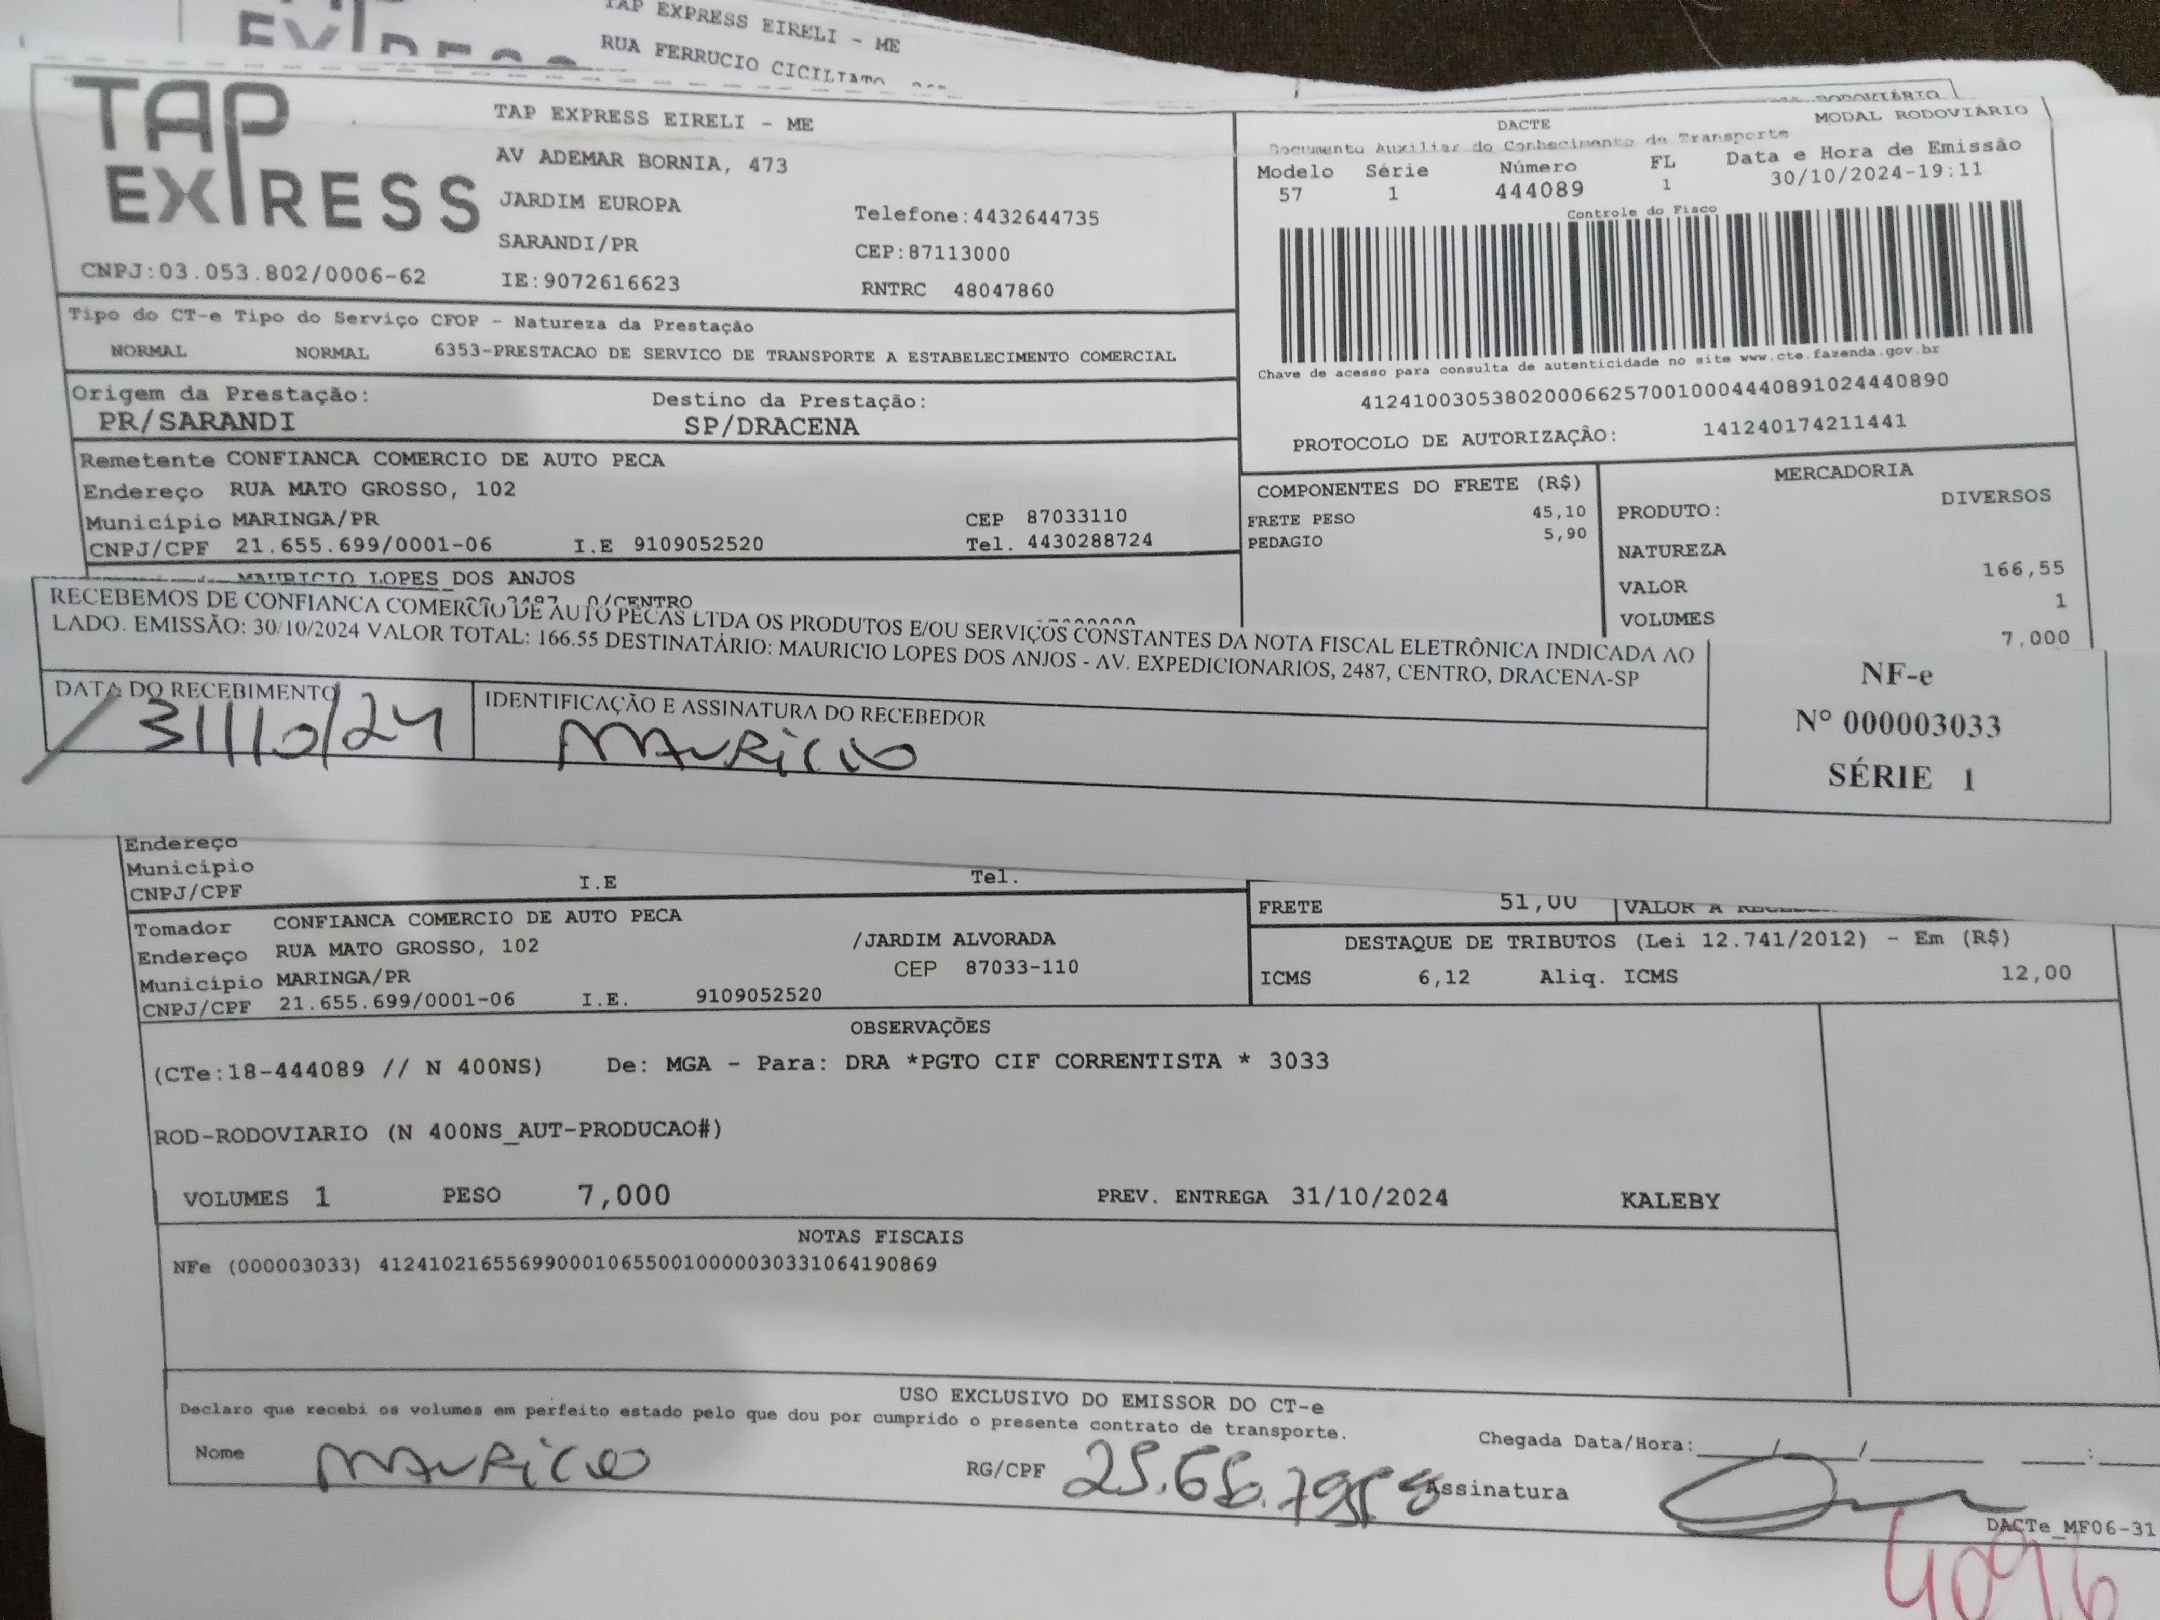 TAP EXPRESS EIRELI - ME
RUA FERRUCIO CICILIATO
TAP EXPRESS
TAP EXPRESS EIRELI - ME
AV ADEMAR BORNIA, 473
JARDIM EUROPA
Telefone:4432644735
SARANDI/PR
CEP:87113000
CNPJ:03.053.802/0006-62
IE:9072616623
RNTRC 48047860
RODOVIÁRIO
DACTE
MODAL RODOVIÁRIO
Documento Auxiliar do Conhecimento de Transporte
Modelo Série Número FL Data e Hora de Emissão
57 1 444089 1 30/10/2024-19:11
Controle do Fisco
Chave de acesso para consulta de autenticidade no site www.cte.fazenda.gov.br
41241003053802000662570010004440891024440890
PROTOCOLO DE AUTORIZAÇÃO: 141240174211441
Tipo do CT-e Tipo do Serviço CFOP - Natureza da Prestação
NORMAL NORMAL 6353-PRESTACAO DE SERVICO DE TRANSPORTE A ESTABELECIMENTO COMERCIAL
Origem da Prestação: Destino da Prestação:
PR/SARANDI SP/DRACENA
Remetente CONFIANCA COMERCIO DE AUTO PECA
Endereço RUA MATO GROSSO, 102
Município MARINGA/PR CEP 87033110
CNPJ/CPF 21.655.699/0001-06 I.E 9109052520 Tel. 4430288724
COMPONENTES DO FRETE (R$)
FRETE PESO 45,10
PEDAGIO 5,90
MERCADORIA
PRODUTO: DIVERSOS
NATUREZA
VALOR 166,55
VOLUMES 1
7,000
MAURICIO LOPES DOS ANJOS
/CENTRO
RECEBEMOS DE CONFIANCA COMERCIO DE AUTO PECAS LTDA OS PRODUTOS E/OU SERVIÇOS CONSTANTES DA NOTA FISCAL ELETRÔNICA INDICADA AO
LADO. EMISSÃO: 30/10/2024 VALOR TOTAL: 166.55 DESTINATÁRIO: MAURICIO LOPES DOS ANJOS - AV. EXPEDICIONARIOS, 2487, CENTRO, DRACENA-SP
DATA DO RECEBIMENTO
31/10/24
IDENTIFICAÇÃO E ASSINATURA DO RECEBEDOR
MAURICIO
NF-e
Nº 000003033
SÉRIE 1
Endereço
Município
CNPJ/CPF I.E Tel.
FRETE 51,00 VALOR A
Tomador CONFIANCA COMERCIO DE AUTO PECA
Endereço RUA MATO GROSSO, 102 /JARDIM ALVORADA
Município MARINGA/PR CEP 87033-110
CNPJ/CPF 21.655.699/0001-06 I.E. 9109052520
DESTAQUE DE TRIBUTOS (Lei 12.741/2012) - Em (R$)
ICMS 6,12 Aliq. ICMS 12,00
OBSERVAÇÕES
(CTe:18-444089 // N 400NS) De: MGA - Para: DRA *PGTO CIF CORRENTISTA * 3033
ROD-RODOVIARIO (N 400NS_AUT-PRODUCAO#)
VOLUMES 1 PESO 7,000 PREV. ENTREGA 31/10/2024 KALEBY
NOTAS FISCAIS
NFe (000003033) 41241021655699000106550010000030331064190869
USO EXCLUSIVO DO EMISSOR DO CT-e
Declaro que recebi os volumes em perfeito estado pelo que dou por cumprido o presente contrato de transporte.
Nome MAURICIO RG/CPF Chegada Data/Hora:___/___/___ ___:___
Assinatura
DACTe_MF06-31